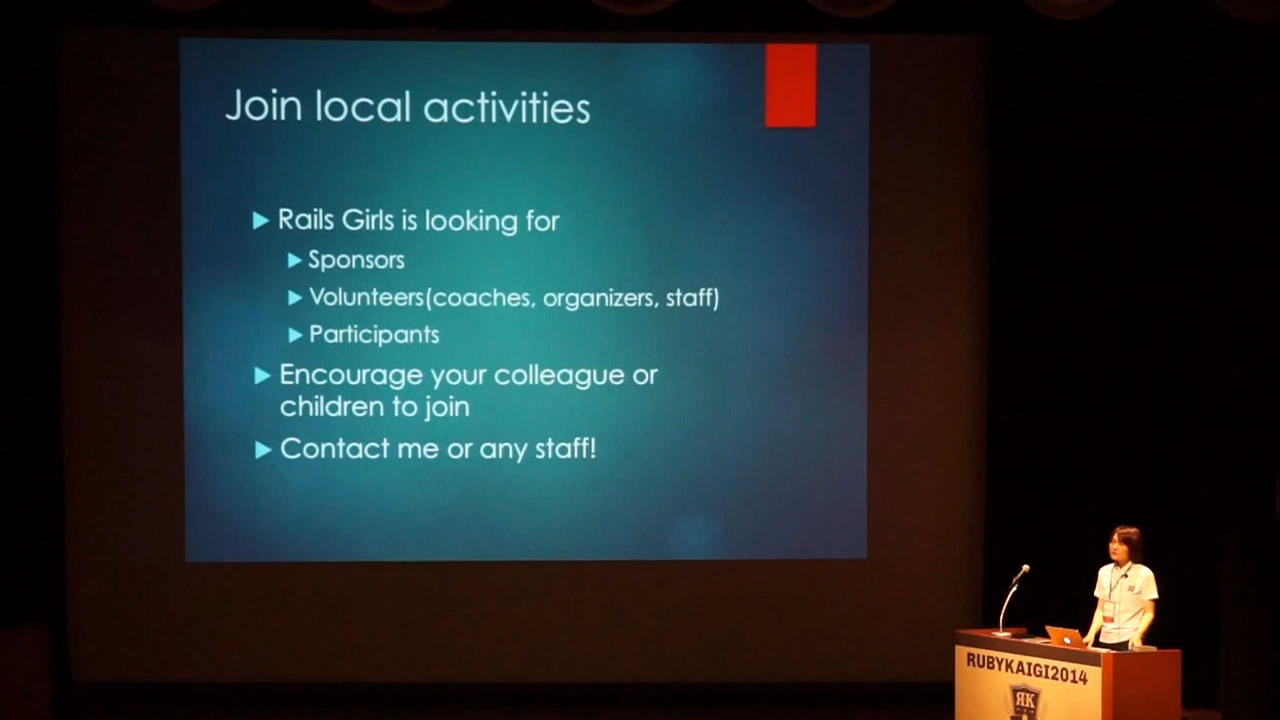 Join local activities
Rails Girls is looking for
Sponsors
Volunteers(coaches, organizers, staff)
Participants
Encourage your colleague or
children to join
Contact me or any staff!
RUBYKAIGI2014
RK